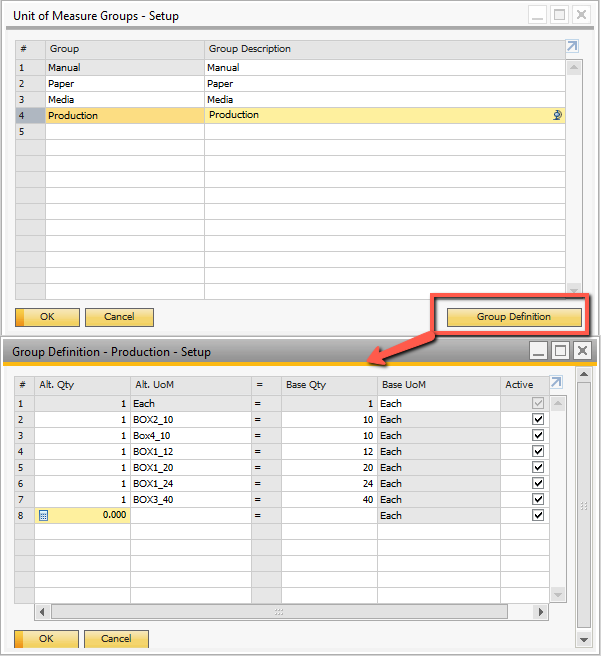 Unit of Measure Groups - Setup
# Group Group Description
1 Manual Manual
2 Paper Paper
3 Media Media
4 Production Production
5
OK Cancel Group Definition
Group Definition - Production - Setup
# Alt. Qty Alt. UoM = Base Qty Base UoM Active
1 1 Each = 1 Each
2 1 BOX2_10 = 10 Each
3 1 Box4_10 = 10 Each
4 1 BOX1_12 = 12 Each
5 1 BOX1_20 = 20 Each
6 1 BOX1_24 = 24 Each
7 1 BOX3_40 = 40 Each
8 0.000 = Each
OK Cancel